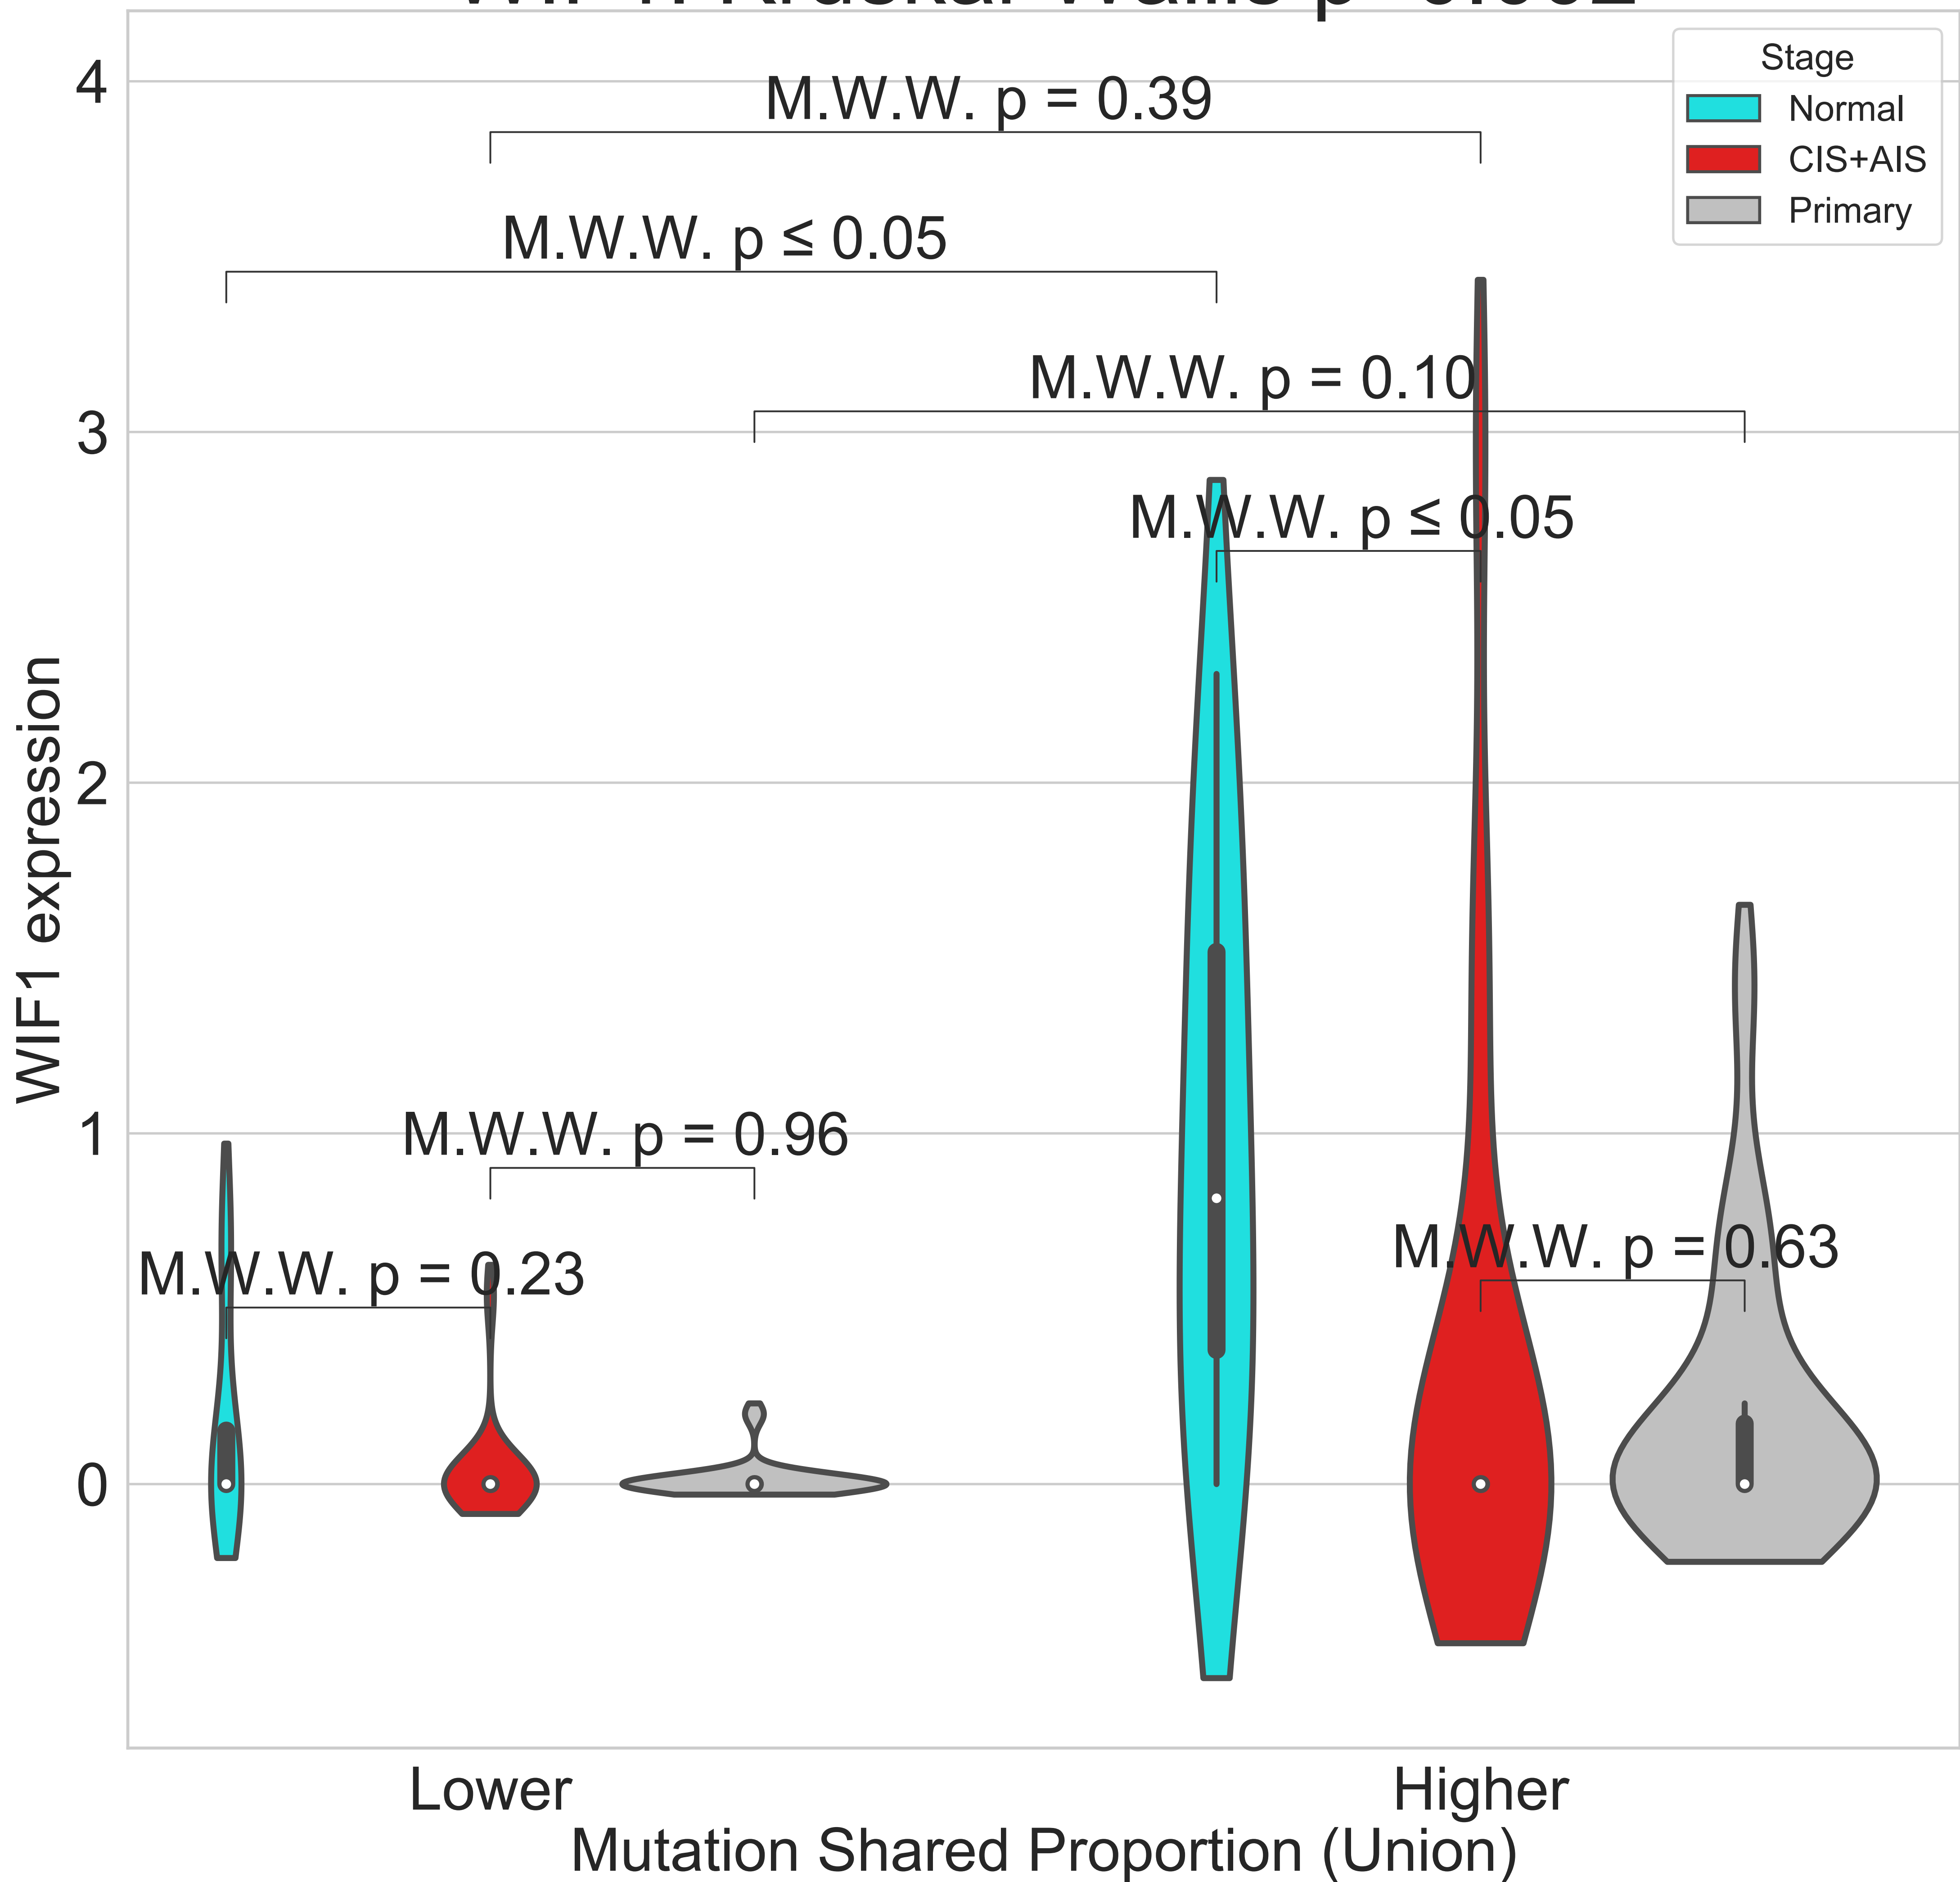 Stage
Normal
CIS+AIS
Primary
M.W.W. p = 0.39
M.W.W. p ≤ 0.05
M.W.W. p = 0.10
M.W.W. p ≤ 0.05
M.W.W. p = 0.96
M.W.W. p = 0.23
M.W.W. p = 0.63
4
3
2
1
0
WIF1 expression
Lower
Higher
Mutation Shared Proportion (Union)